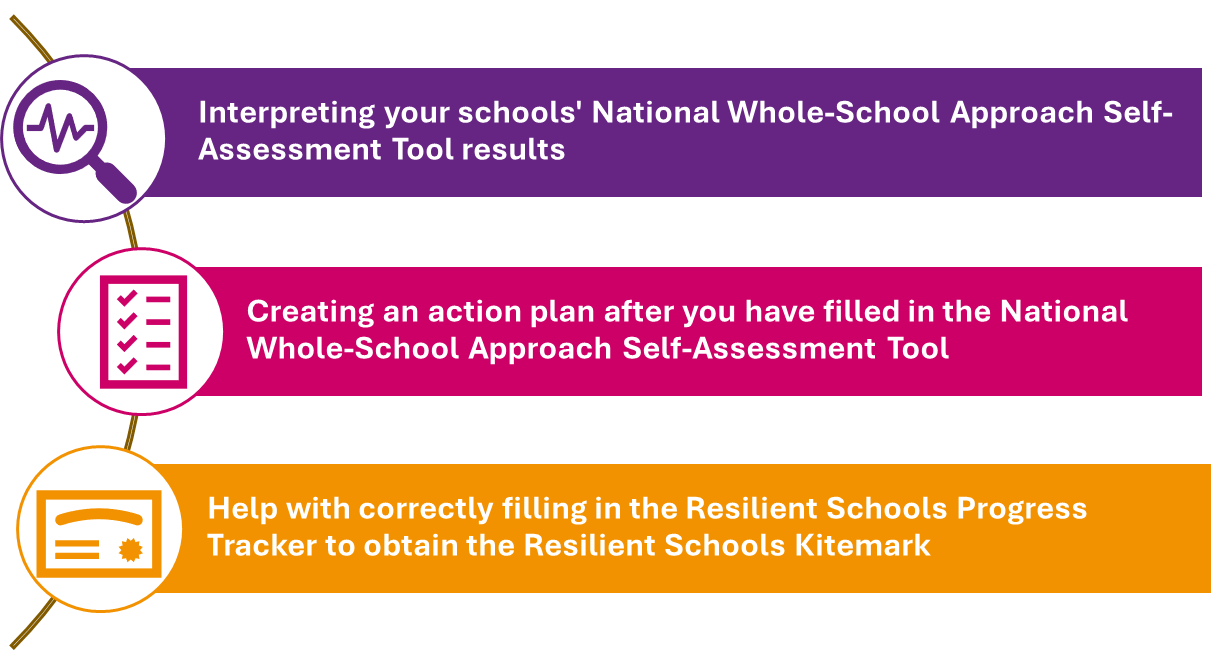 Interpreting your schools' National Whole-School Approach Self-
Assessment Tool results
Creating an action plan after you have filled in the National
Whole-School Approach Self-Assessment Tool
Help with correctly filling in the Resilient Schools Progress
Tracker to obtain the Resilient Schools Kitemark